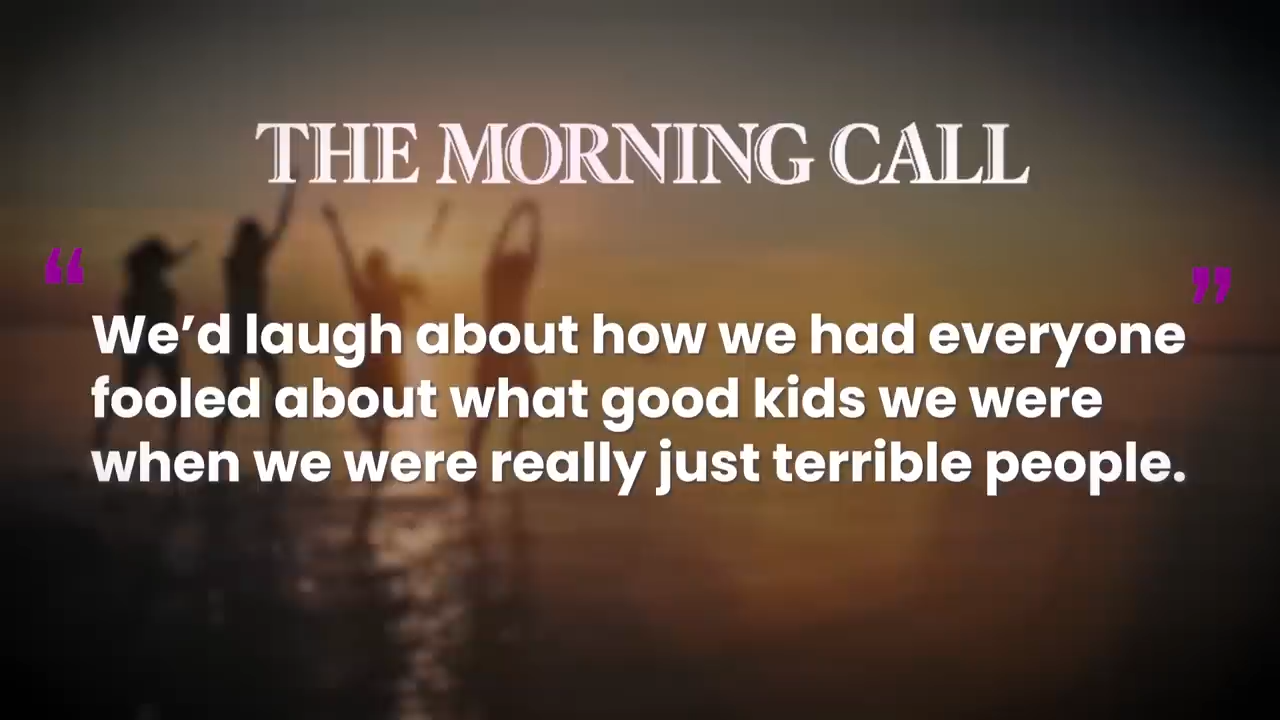 THE MORNING CALL
“We’d laugh about how we had everyone”
fooled about what good kids we were
when we were really just terrible people.